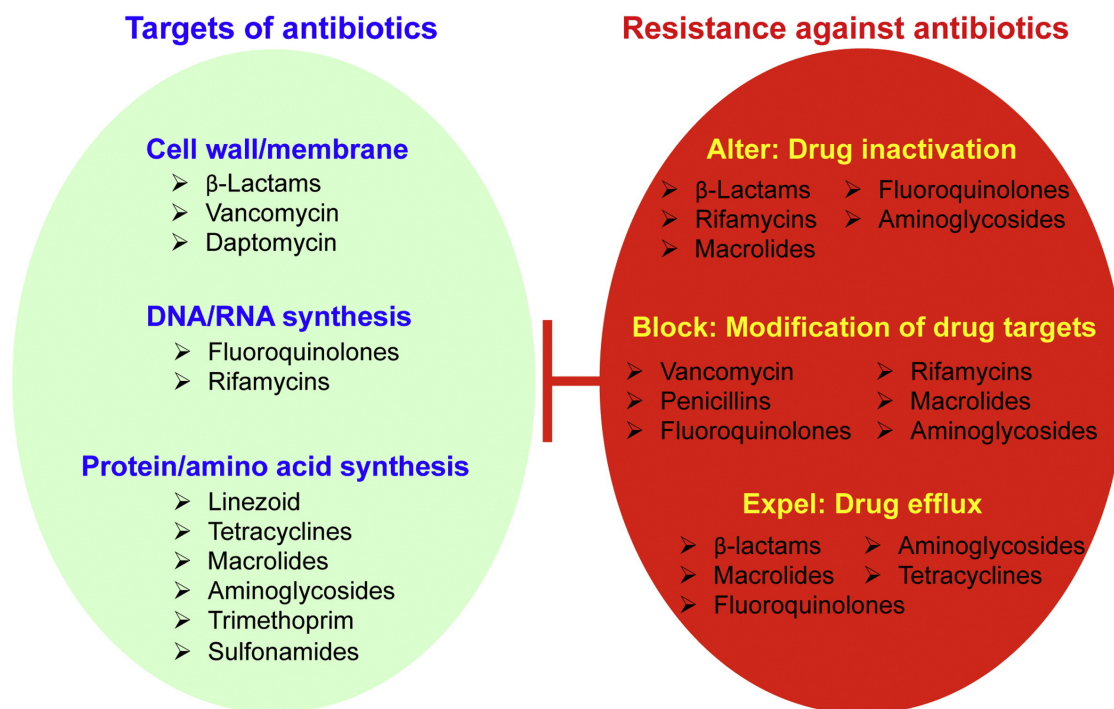 Targets of antibiotics
Cell wall/membrane
➢ β-Lactams
➢ Vancomycin
➢ Daptomycin
DNA/RNA synthesis
➢ Fluoroquinolones
➢ Rifamycins
Protein/amino acid synthesis
➢ Linezoid
➢ Tetracyclines
➢ Macrolides
➢ Aminoglycosides
➢ Trimethoprim
➢ Sulfonamides
Resistance against antibiotics
Alter: Drug inactivation
➢ β-Lactams ➢ Fluoroquinolones
➢ Rifamycins ➢ Aminoglycosides
➢ Macrolides
Block: Modification of drug targets
➢ Vancomycin ➢ Rifamycins
➢ Penicillins ➢ Macrolides
➢ Fluoroquinolones ➢ Aminoglycosides
Expel: Drug efflux
➢ β-lactams ➢ Aminoglycosides
➢ Macrolides ➢ Tetracyclines
➢ Fluoroquinolones